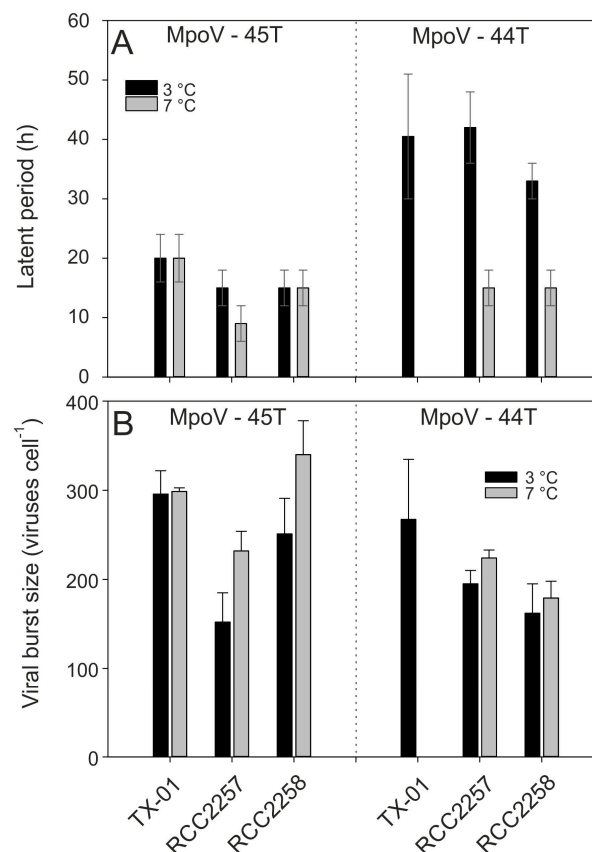 60
A
MpoV - 45T
MpoV - 44T
50
3 °C
7 °C
40
30
20
10
0
Latent period (h)
400
B
MpoV - 45T
MpoV - 44T
3 °C
7 °C
300
200
100
0
Viral burst size (viruses cell⁻¹)
TX-01
RCC2257
RCC2258
TX-01
RCC2257
RCC2258